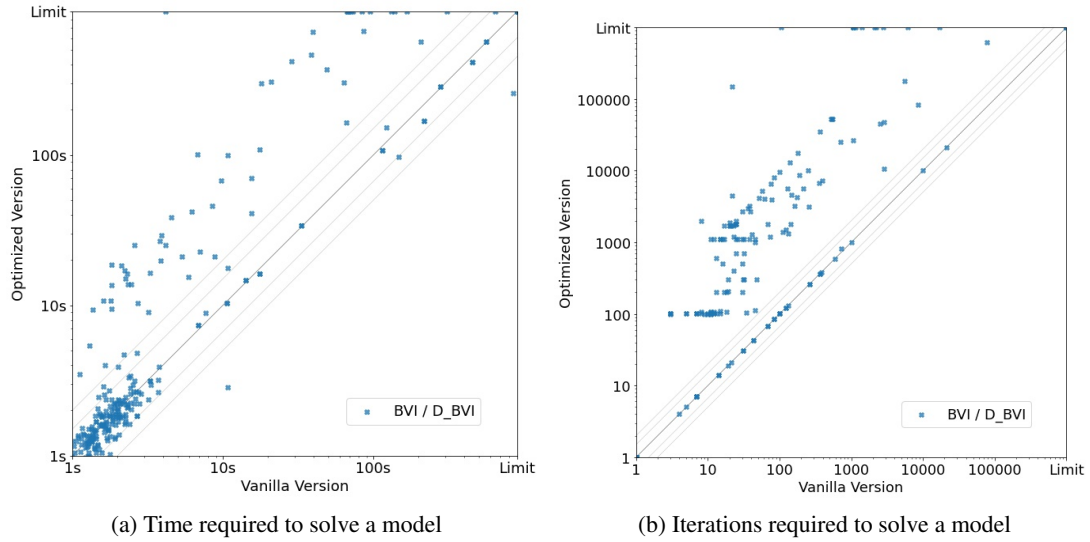 Limit
100s
10s
1s
Optimized Version
1s
10s
100s
Limit
Vanilla Version
BVI / D_BVI
(a) Time required to solve a model
Limit
100000
10000
1000
100
10
1
Optimized Version
1
10
100
1000
10000
100000
Limit
Vanilla Version
BVI / D_BVI
(b) Iterations required to solve a model